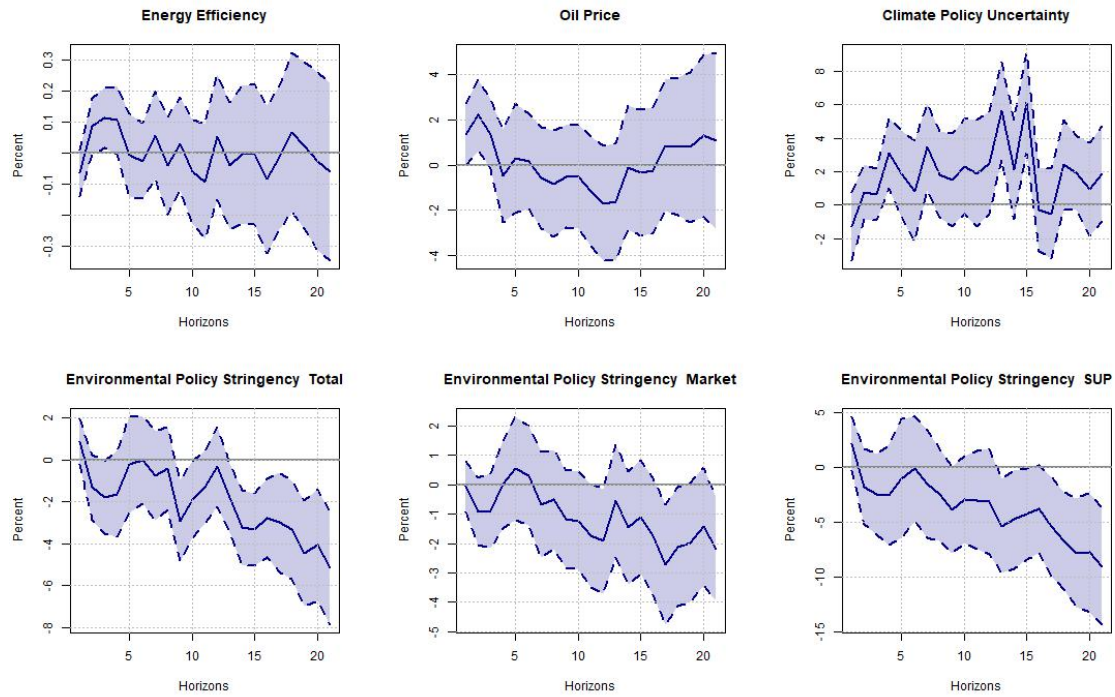 Energy Efficiency
Percent
0.3
0.2
0.1
-0.1
-0.3
5 10 15 20
Horizons
Oil Price
Percent
4
2
0
-2
-4
5 10 15 20
Horizons
Climate Policy Uncertainty
Percent
8
6
4
2
0
-2
5 10 15 20
Horizons
Environmental Policy Stringency Total
Percent
2
0
-2
-4
-6
-8
5 10 15 20
Horizons
Environmental Policy Stringency Market
Percent
2
1
0
-1
-2
-3
-4
-5
5 10 15 20
Horizons
Environmental Policy Stringency SUP
Percent
5
0
-5
-10
-15
5 10 15 20
Horizons